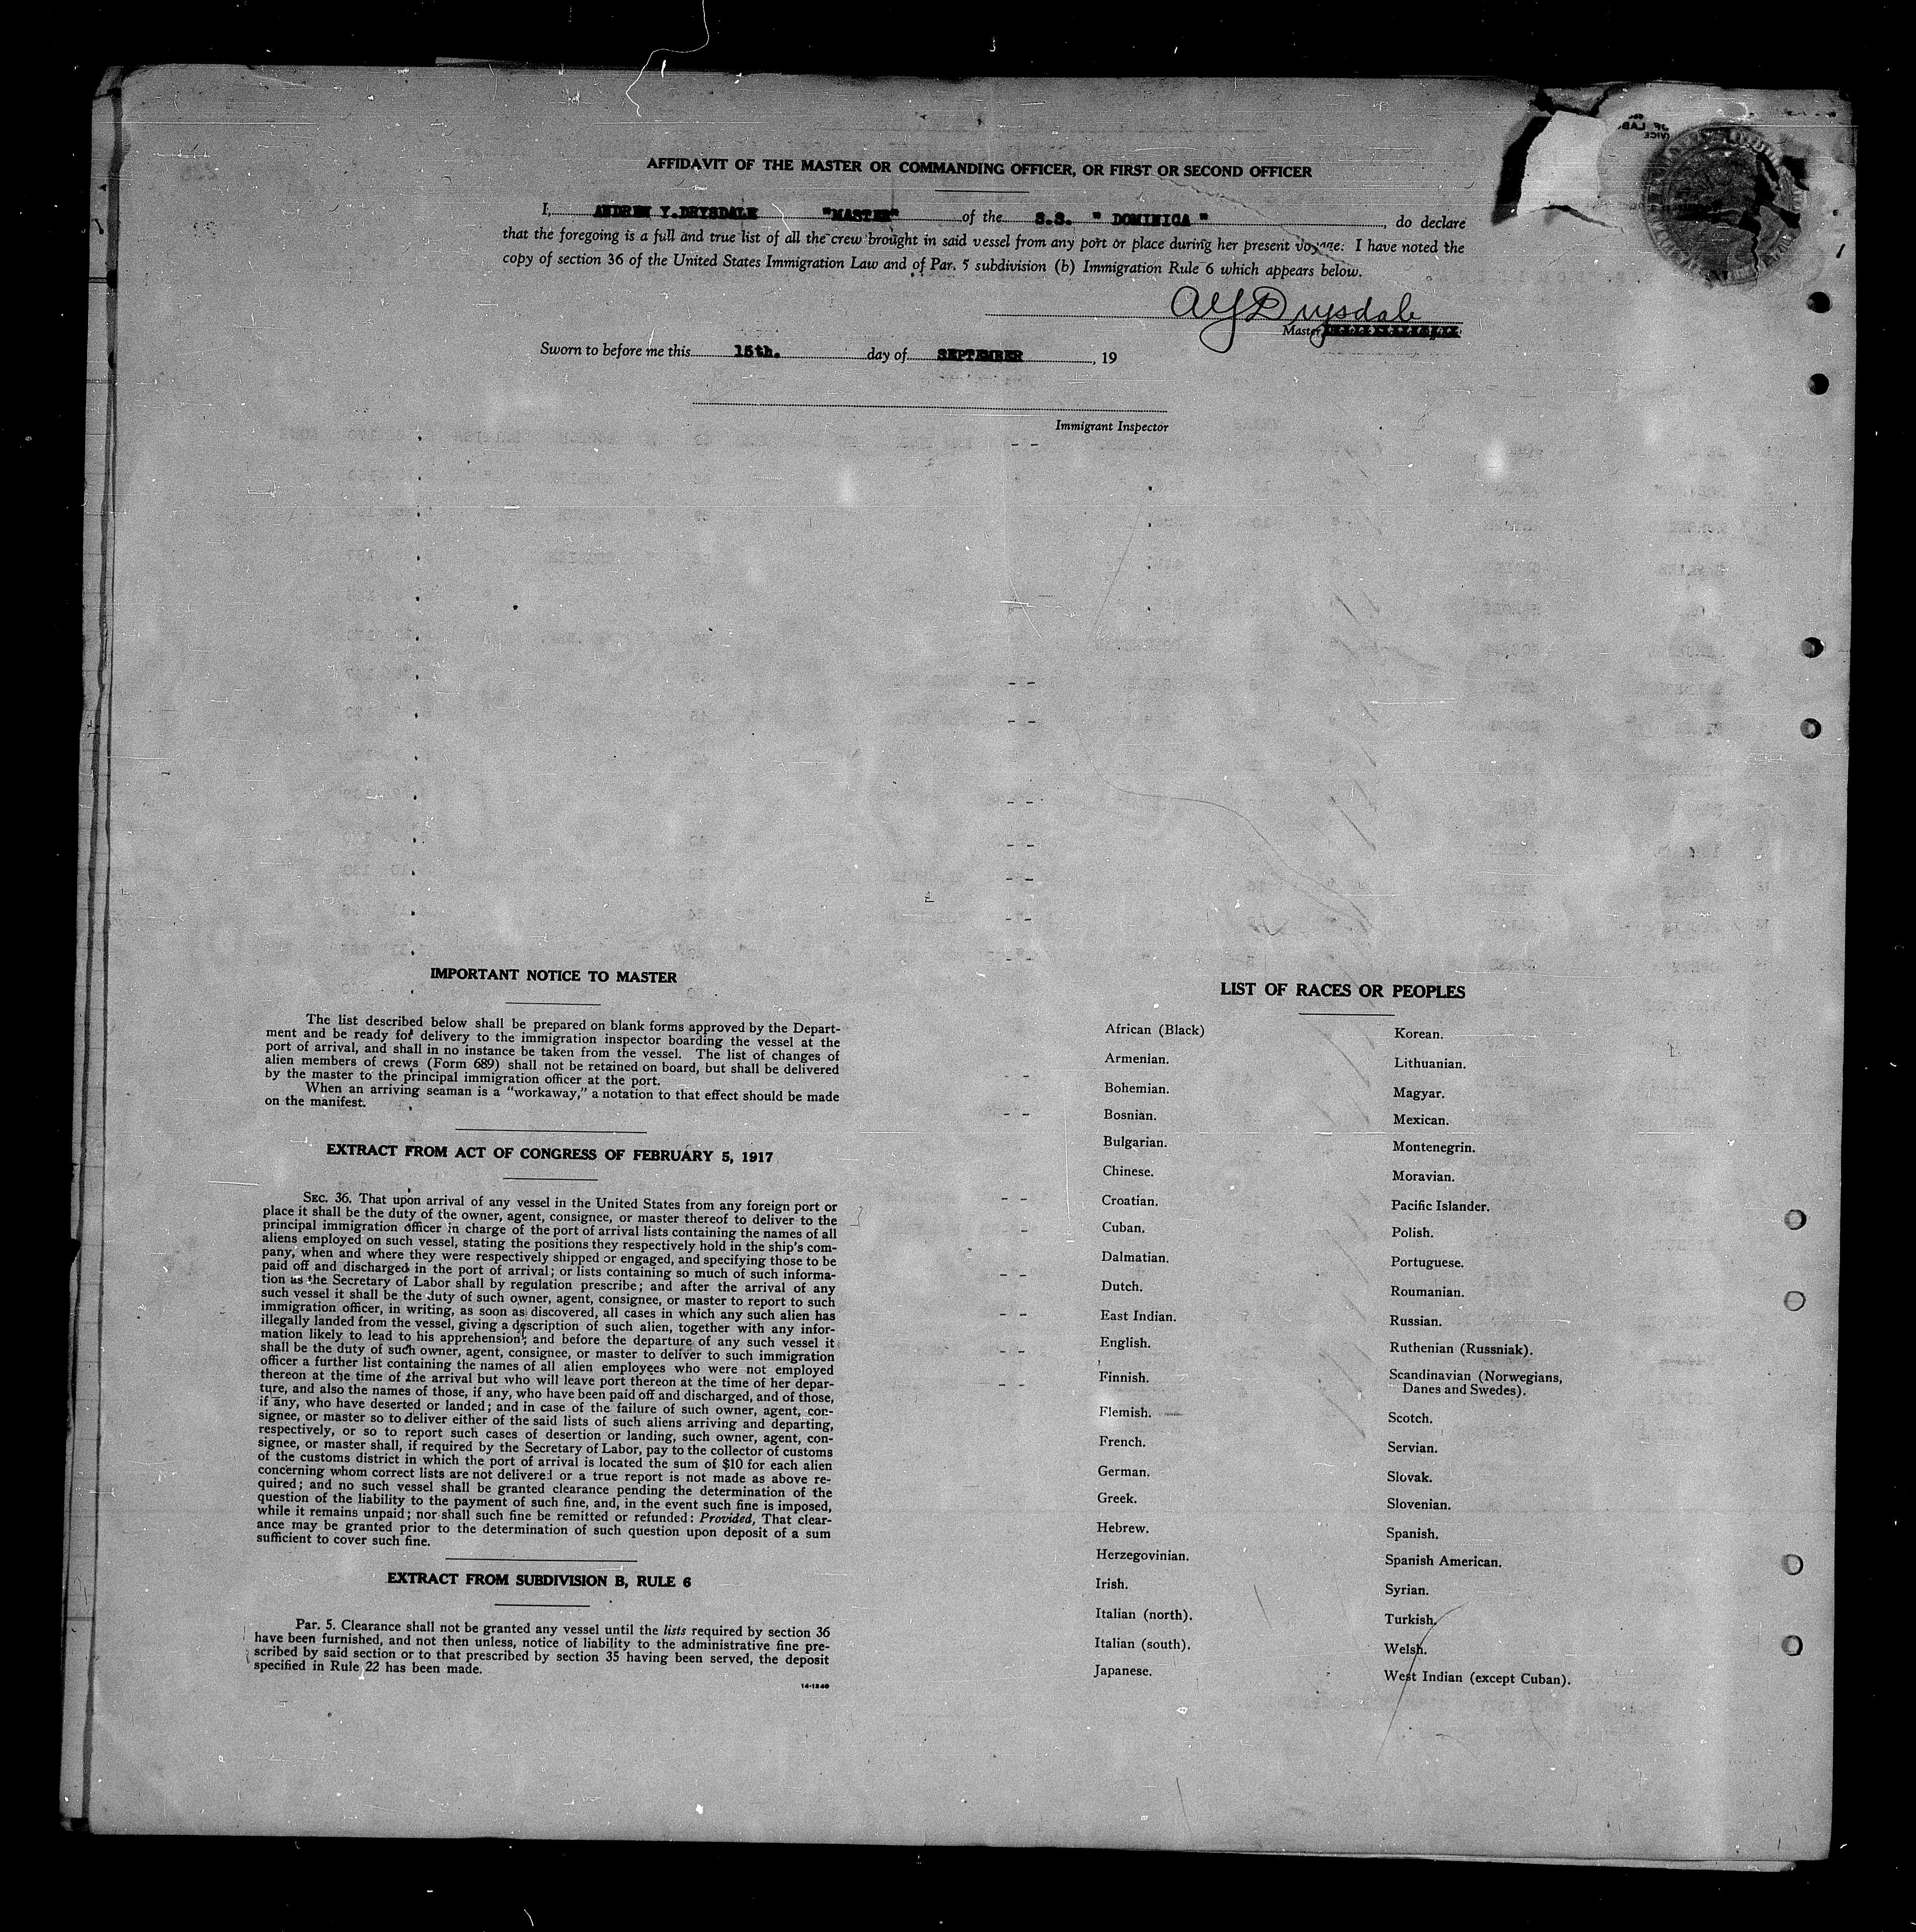 AFFIDAVIT OF THE MASTER OR COMMANDING OFFICER, OR FIRST OR SECOND OFFICER
I, ANDREW Y. DRYSDALE "MASTER" of the S.S. " DOMINICA ", do declare
that the foregoing is a full and true list of all the crew brought in said vessel from any port or place during her present voyage. I have noted the
copy of section 36 of the United States Immigration Law and of Par. 5 subdivision (b) Immigration Rule 6 which appears below.
AYDrysdale
Master
Sworn to before me this 15th. day of SEPTEMBER, 19
Immigrant Inspector
IMPORTANT NOTICE TO MASTER
The list described below shall be prepared on blank forms approved by the Depart-
ment and be ready for delivery to the immigration inspector boarding the vessel at the
port of arrival, and shall in no instance be taken from the vessel. The list of changes of
alien members of crews (Form 689) shall not be retained on board, but shall be delivered
by the master to the principal immigration officer at the port.
When an arriving seaman is a "workaway," a notation to that effect should be made
on the manifest.
EXTRACT FROM ACT OF CONGRESS OF FEBRUARY 5, 1917
SEC. 36. That upon arrival of any vessel in the United States from any foreign port or
place it shall be the duty of the owner, agent, consignee, or master thereof to deliver to the
principal immigration officer in charge of the port of arrival lists containing the names of all
aliens employed on such vessel, stating the positions they respectively hold in the ship's com-
pany, when and where they were respectively shipped or engaged, and specifying those to be
paid off and discharged in the port of arrival; or lists containing so much of such informa-
tion as the Secretary of Labor shall by regulation prescribe; and after the arrival of any
such vessel it shall be the duty of such owner, agent, consignee, or master to report to such
immigration officer, in writing, as soon as discovered, all cases in which any such alien has
illegally landed from the vessel, giving a description of such alien, together with any infor-
mation likely to lead to his apprehension; and before the departure of any such vessel it
shall be the duty of such owner, agent, consignee, or master to deliver to such immigration
officer a further list containing the names of all alien employees who were not employed
thereon at the time of the arrival but who will leave port thereon at the time of her depar-
ture, and also the names of those, if any, who have been paid off and discharged, and of those,
if any, who have deserted or landed; and in case of the failure of such owner, agent, con-
signee, or master so to deliver either of the said lists of such aliens arriving and departing,
respectively, or so to report such cases of desertion or landing, such owner, agent, con-
signee, or master shall, if required by the Secretary of Labor, pay to the collector of customs
of the customs district in which the port of arrival is located the sum of $10 for each alien
concerning whom correct lists are not delivered or a true report is not made as above re-
quired; and no such vessel shall be granted clearance pending the determination of the
question of the liability to the payment of such fine, and, in the event such fine is imposed,
while it remains unpaid; nor shall such fine be remitted or refunded: Provided, That clear-
ance may be granted prior to the determination of such question upon deposit of a sum
sufficient to cover such fine.
EXTRACT FROM SUBDIVISION B, RULE 6
Par. 5. Clearance shall not be granted any vessel until the lists required by section 36
have been furnished, and not then unless, notice of liability to the administrative fine pre-
scribed by said section or to that prescribed by section 35 having been served, the deposit
specified in Rule 22 has been made.
14-1240
LIST OF RACES OR PEOPLES
African (Black)
Armenian.
Bohemian.
Bosnian.
Bulgarian.
Chinese.
Croatian.
Cuban.
Dalmatian.
Dutch.
East Indian.
English.
Finnish.
Flemish.
French.
German.
Greek.
Hebrew.
Herzegovinian.
Irish.
Italian (north).
Italian (south).
Japanese.
Korean.
Lithuanian.
Magyar.
Mexican.
Montenegrin.
Moravian.
Pacific Islander.
Polish.
Portuguese.
Roumanian.
Russian.
Ruthenian (Russniak).
Scandinavian (Norwegians,
Danes and Swedes).
Scotch.
Servian.
Slovak.
Slovenian.
Spanish.
Spanish American.
Syrian.
Turkish.
Welsh.
West Indian (except Cuban).